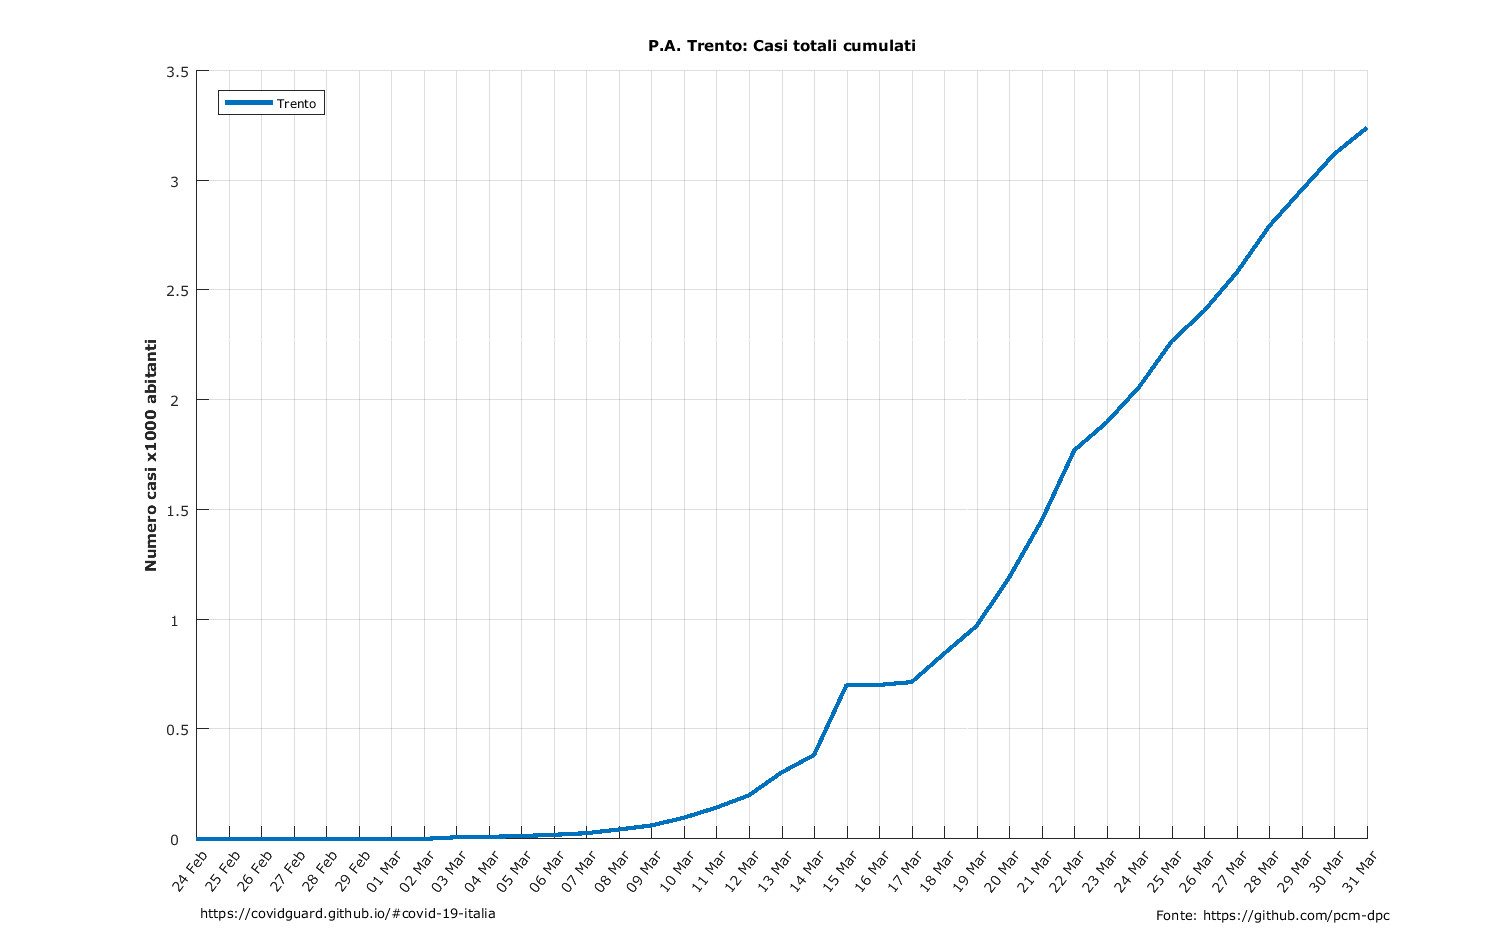 P.A. Trento: Casi totali cumulati
Trento
Numero casi x1000 abitanti
3.5
3
2.5
2
1.5
1
0.5
0
24 Feb
25 Feb
26 Feb
27 Feb
28 Feb
29 Feb
01 Mar
02 Mar
03 Mar
04 Mar
05 Mar
06 Mar
07 Mar
08 Mar
09 Mar
10 Mar
11 Mar
12 Mar
13 Mar
14 Mar
15 Mar
16 Mar
17 Mar
18 Mar
19 Mar
20 Mar
21 Mar
22 Mar
23 Mar
24 Mar
25 Mar
26 Mar
27 Mar
28 Mar
29 Mar
30 Mar
31 Mar
https://covidguard.github.io/#covid-19-italia
Fonte: https://github.com/pcm-dpc